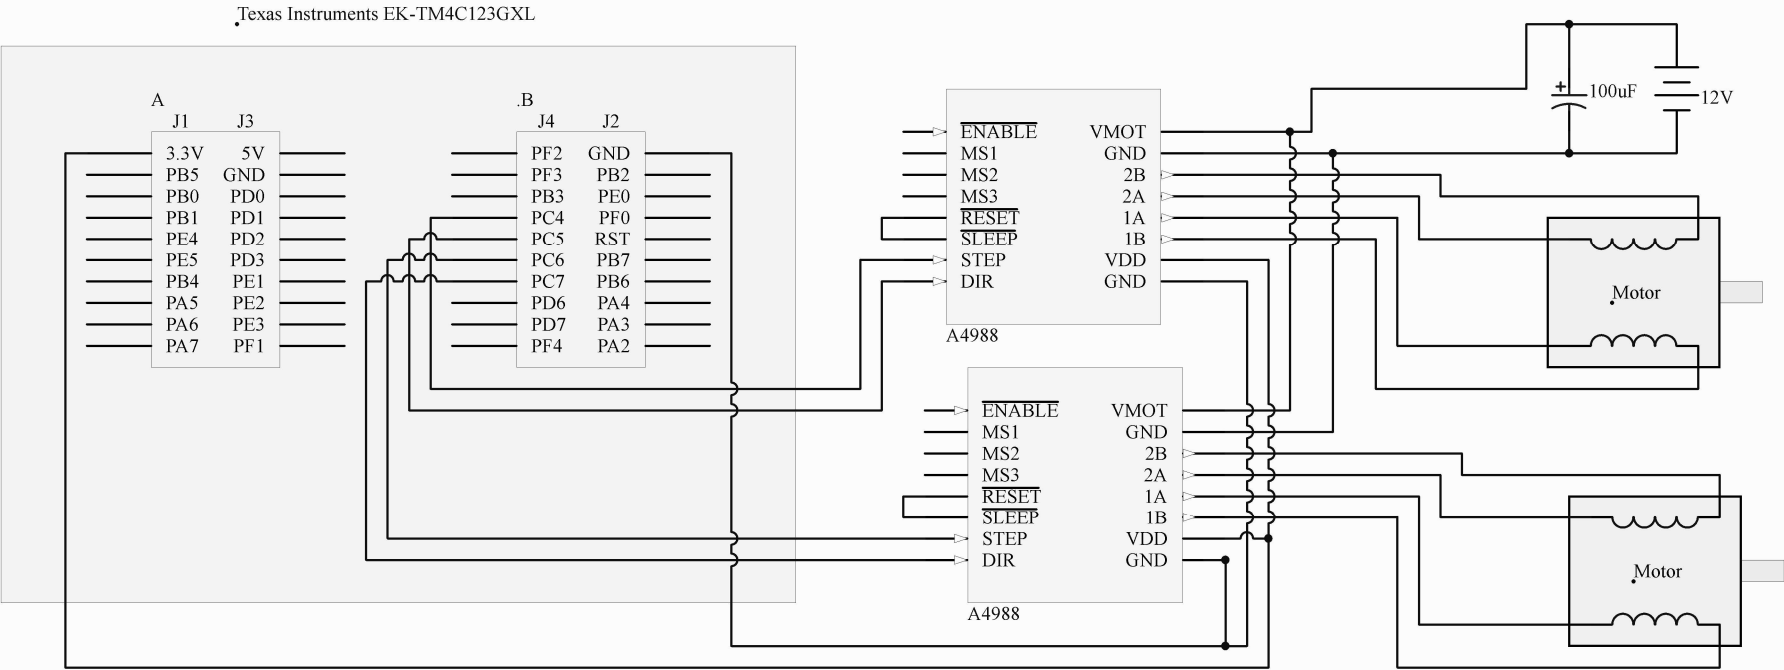 Texas Instruments EK-TM4C123GXL
A
J1 J3
3.3V 5V
PB5 GND
PB0 PD0
PB1 PD1
PE4 PD2
PE5 PD3
PB4 PE1
PA5 PE2
PA6 PE3
PA7 PF1
.B
J4 J2
PF2 GND
PF3 PB2
PB3 PE0
PC4 PF0
PC5 RST
PC6 PB7
PC7 PB6
PD6 PA4
PD7 PA3
PF4 PA2
ENABLE VMOT
MS1 GND
MS2 2B
MS3 2A
RESET 1A
SLEEP 1B
STEP VDD
DIR GND
A4988
+
100uF
12V
Motor
ENABLE VMOT
MS1 GND
MS2 2B
MS3 2A
RESET 1A
SLEEP 1B
STEP VDD
DIR GND
A4988
Motor